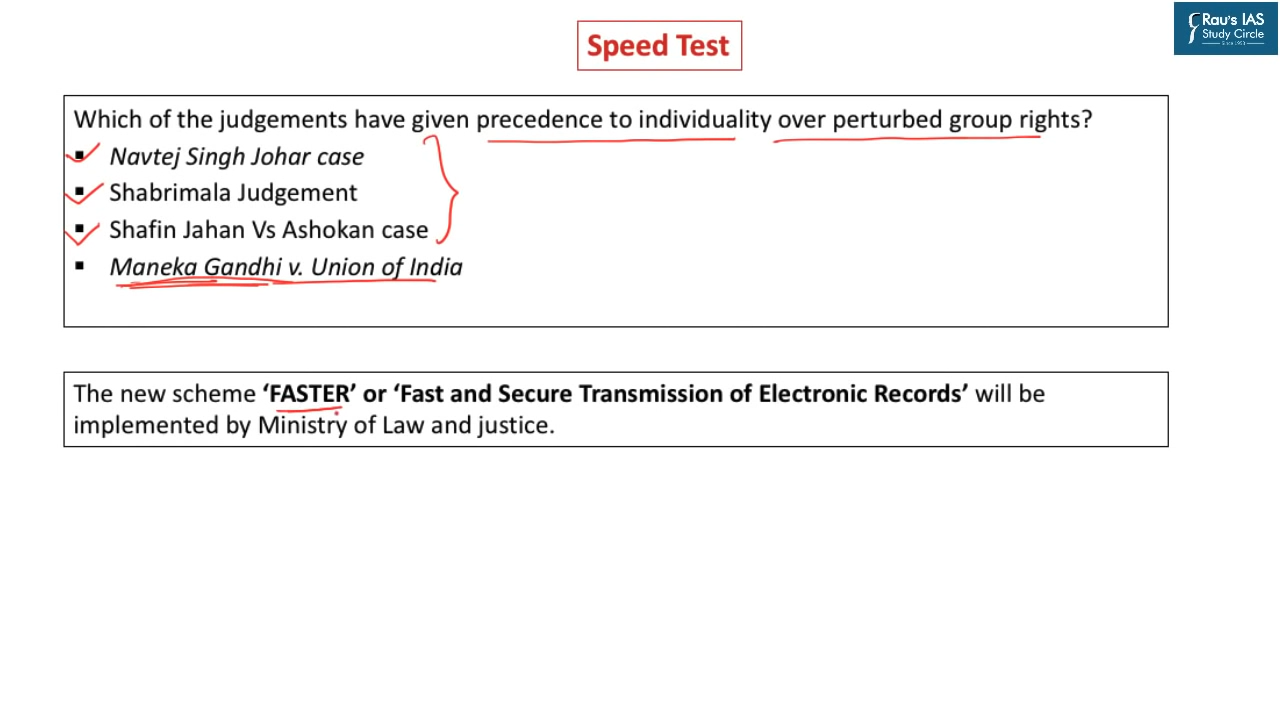 Rau's IAS
Study Circle
Since 1953
Speed Test
Which of the judgements have given precedence to individuality over perturbed group rights?
▪ Navtej Singh Johar case
▪ Shabrimala Judgement
▪ Shafin Jahan Vs Ashokan case
▪ Maneka Gandhi v. Union of India
The new scheme ‘FASTER’ or ‘Fast and Secure Transmission of Electronic Records’ will be
implemented by Ministry of Law and justice.